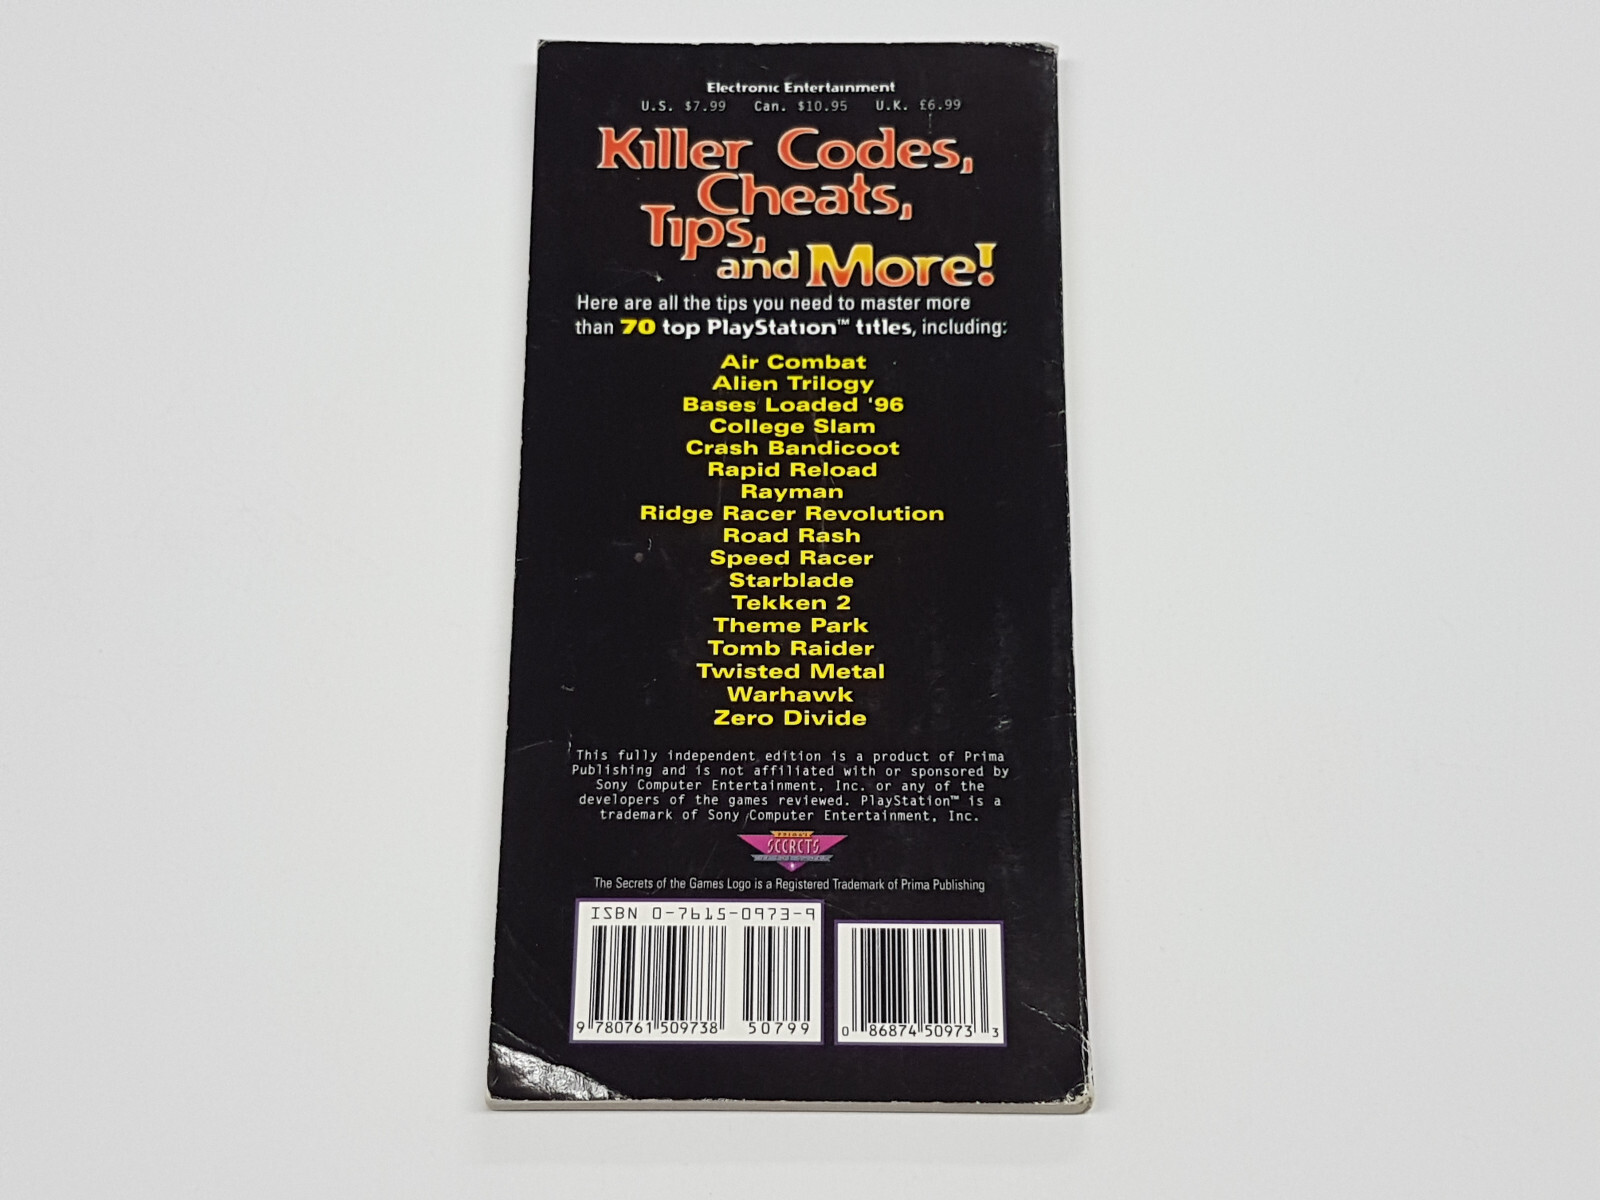 Electronic Entertainment
U.S. $7.99 Can. $10.95 U.K. £6.99
Killer Codes,
Cheats,
Tips,
and More!
Here are all the tips you need to master more
than 70 top PlayStation™ titles, including:
Air Combat
Alien Trilogy
Bases Loaded '96
College Slam
Crash Bandicoot
Rapid Reload
Rayman
Ridge Racer Revolution
Road Rash
Speed Racer
Starblade
Tekken 2
Theme Park
Tomb Raider
Twisted Metal
Warhawk
Zero Divide
This fully independent edition is a product of Prima
Publishing and is not affiliated with or sponsored by
Sony Computer Entertainment, Inc. or any of the
developers of the games reviewed. PlayStation™ is a
trademark of Sony Computer Entertainment, Inc.
PRIMA'S
SECRETS
The Secrets of the Games Logo is a Registered Trademark of Prima Publishing
ISBN 0-7615-0973-9
9 780761 509738 50799
0 86874 50973 3